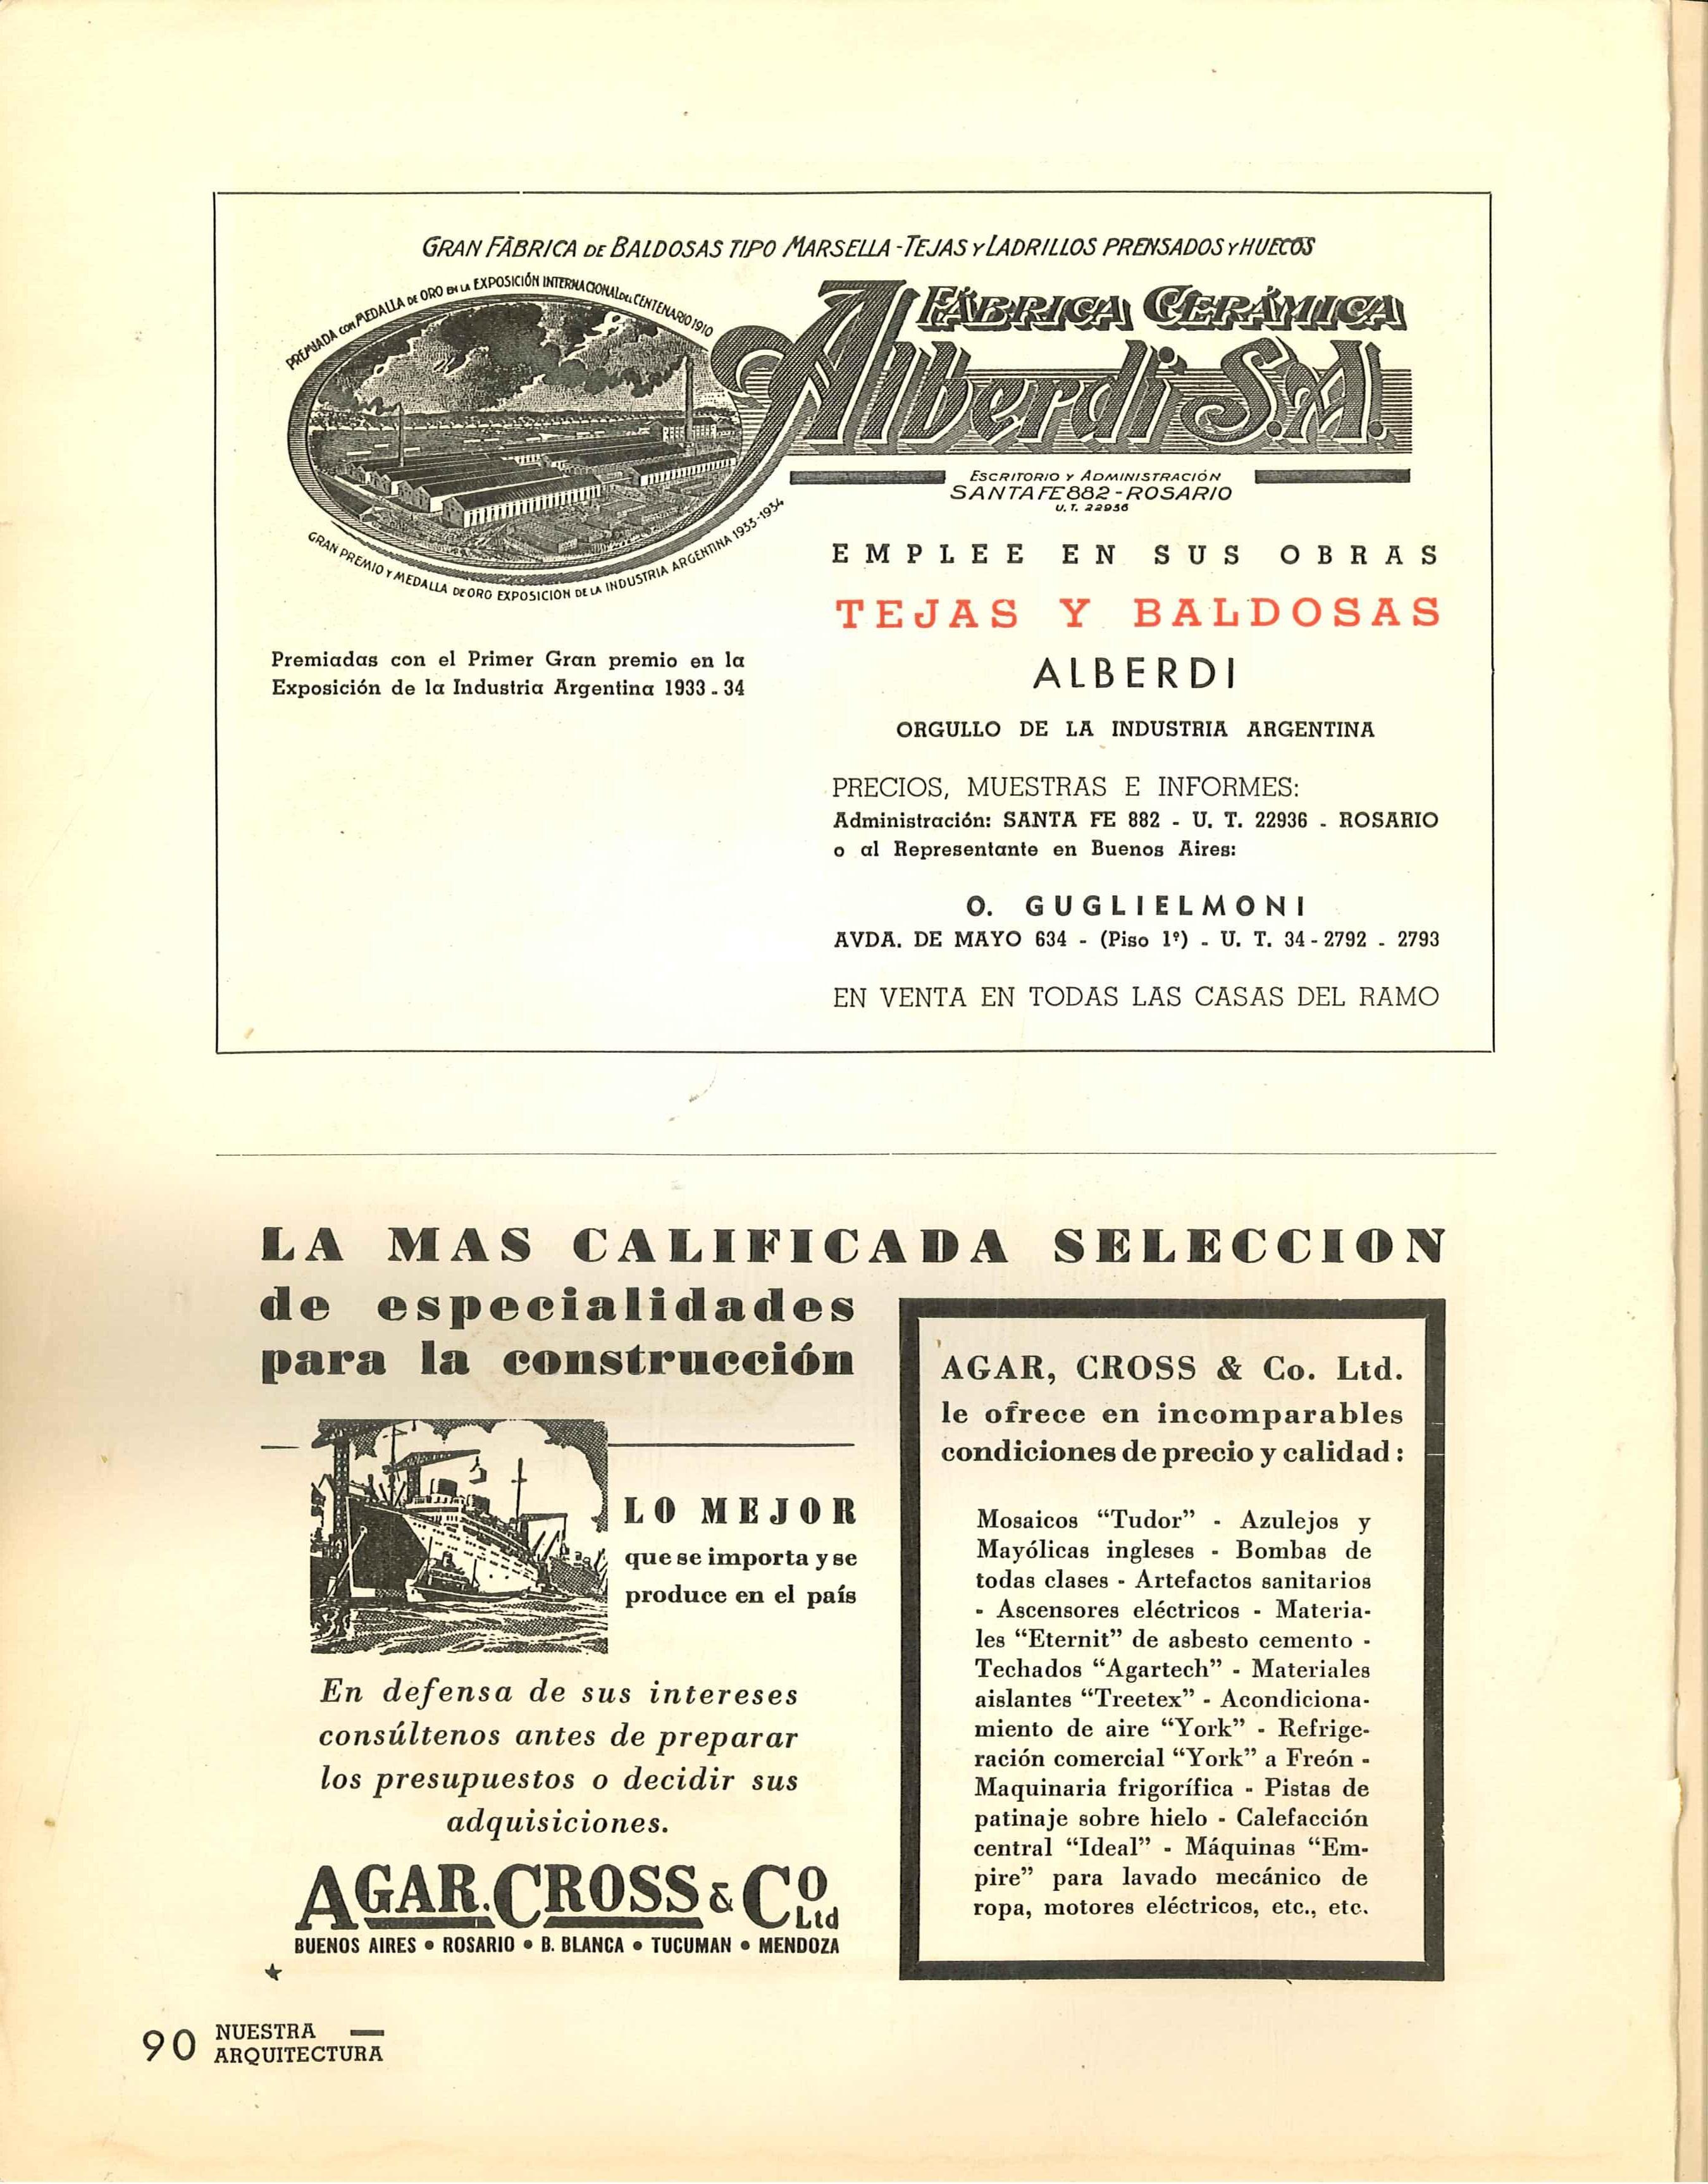 GRAN FÁBRICA DE BALDOSAS TIPO MARSELLA - TEJAS Y LADRILLOS PRENSADOS Y HUECOS
PREMIADA CON MEDALLA DE ORO EN LA EXPOSICIÓN INTERNACIONAL DEL CENTENARIO 1910
FÁBRICA CERÁMICA
Alberdi S.A.
ESCRITORIO Y ADMINISTRACIÓN
SANTA FE 882 - ROSARIO
U. T. 22936
GRAN PREMIO Y MEDALLA DE ORO EXPOSICIÓN DE LA INDUSTRIA ARGENTINA 1933-1934
Premiadas con el Primer Gran premio en la
Exposición de la Industria Argentina 1933 - 34
EMPLEE EN SUS OBRAS
TEJAS Y BALDOSAS
ALBERDI
ORGULLO DE LA INDUSTRIA ARGENTINA
PRECIOS, MUESTRAS E INFORMES:
Administración: SANTA FE 882 - U. T. 22936 - ROSARIO
o al Representante en Buenos Aires:
O. GUGLIELMONI
AVDA. DE MAYO 634 - (Piso 1º) - U. T. 34 - 2792 - 2793
EN VENTA EN TODAS LAS CASAS DEL RAMO
LA MAS CALIFICADA SELECCION
de especialidades
para la construcción
LO MEJOR
que se importa y se
produce en el país
En defensa de sus intereses
consúltenos antes de preparar
los presupuestos o decidir sus
adquisiciones.
AGAR, CROSS & Co Ltd
BUENOS AIRES • ROSARIO • B. BLANCA • TUCUMAN • MENDOZA
AGAR, CROSS & Co. Ltd.
le ofrece en incomparables
condiciones de precio y calidad :
Mosaicos “Tudor” - Azulejos y
Mayólicas ingleses - Bombas de
todas clases - Artefactos sanitarios
- Ascensores eléctricos - Materia-
les “Eternit” de asbesto cemento -
Techados “Agartech” - Materiales
aislantes “Treetex” - Acondiciona-
miento de aire “York” - Refrige-
ración comercial “York” a Freón -
Maquinaria frigorífica - Pistas de
patinaje sobre hielo - Calefacción
central “Ideal” - Máquinas “Em-
pire” para lavado mecánico de
ropa, motores eléctricos, etc., etc.
90 NUESTRA
ARQUITECTURA